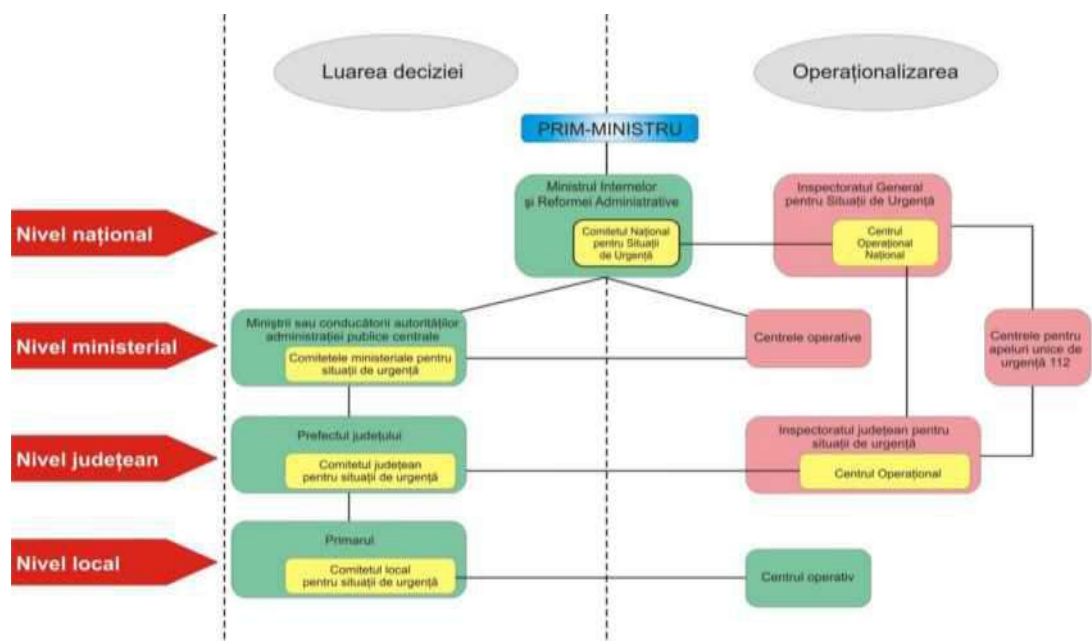 Luarea deciziei
Operaționalizarea
PRIM-MINISTRU
Nivel național
Ministrul Internelor
și Reformei Administrative
Comitetul Național
pentru Situații
de Urgență
Inspectoratul General
pentru Situații de Urgență
Centrul
Operațional
Național
Nivel ministerial
Miniștrii sau conducătorii autorităților
administrației publice centrale
Comitetele ministeriale pentru
situații de urgență
Centrele operative
Centrele pentru
apeluri unice de
urgență 112
Nivel județean
Prefectul județului
Comitetul județean
pentru situații de urgență
Inspectoratul județean pentru
situații de urgență
Centrul Operațional
Nivel local
Primarul
Comitetul local
pentru situații de urgență
Centrul operativ